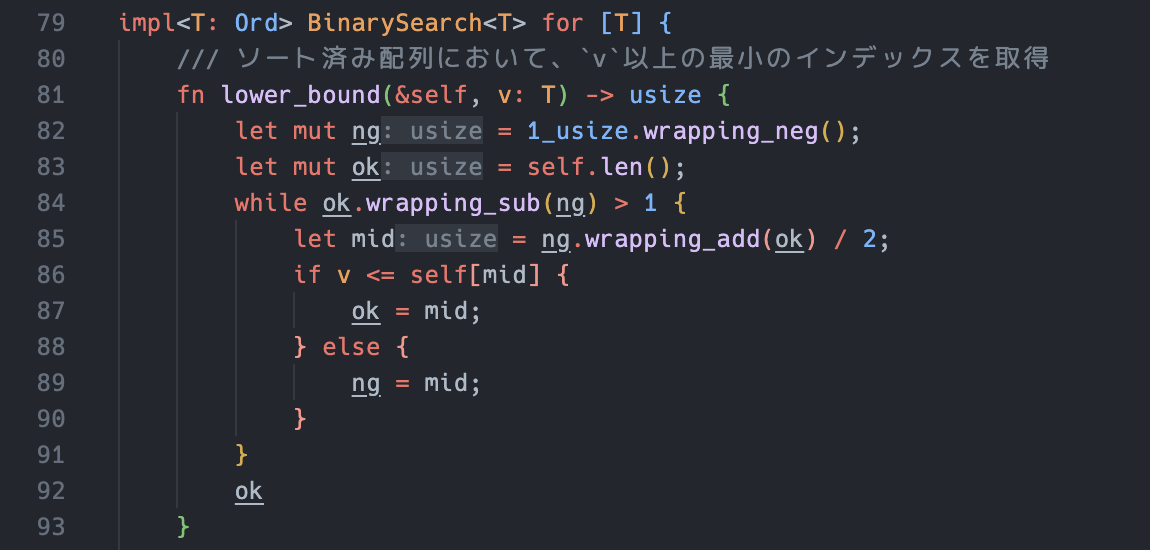 79 impl<T: Ord> BinarySearch<T> for [T] {
80 /// ソート済み配列において、`v`以上の最小のインデックスを取得
81 fn lower_bound(&self, v: T) -> usize {
82 let mut ng: usize = 1_usize.wrapping_neg();
83 let mut ok: usize = self.len();
84 while ok.wrapping_sub(ng) > 1 {
85 let mid: usize = ng.wrapping_add(ok) / 2;
86 if v <= self[mid] {
87 ok = mid;
88 } else {
89 ng = mid;
90 }
91 }
92 ok
93 }